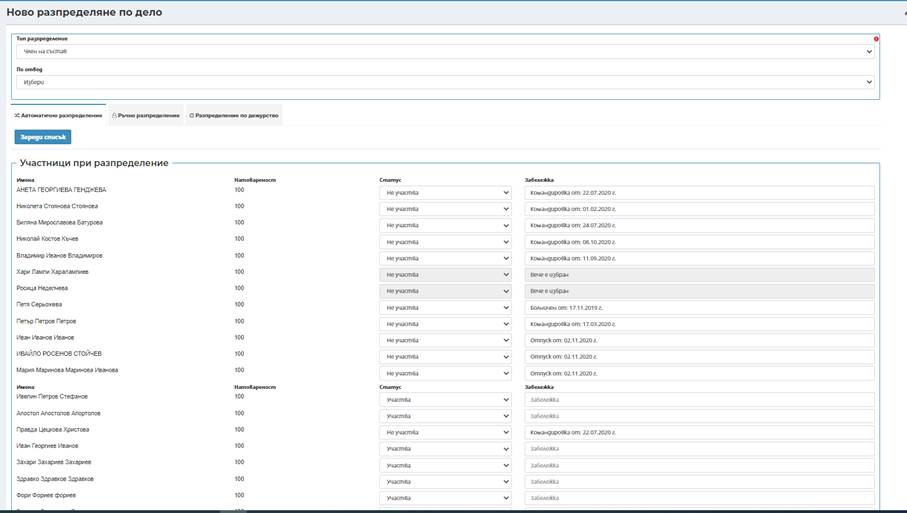 Ново разпределяне по дело
Тип разпределение
Член на състав
По отвод
Избери
Автоматично разпределение Ръчно разпределение Разпределение по дежурство
Зареди списък
Участници при разпределение
Имена Натовареност Статус Забележка
АНЕТА ГЕОРГИЕВА ГЕНДЖЕВА 100 Не участва Командировка от: 22.07.2020 г.
Николета Стоянова Стоянова 100 Не участва Командировка от: 01.02.2020 г.
Биляна Мирославова Батурова 100 Не участва Командировка от: 24.07.2020 г.
Николай Костов Къчев 100 Не участва Командировка от: 08.10.2020 г.
Владимир Иванов Владимиров 100 Не участва Командировка от: 11.09.2020 г.
Хари Лампи Харалампиев 100 Не участва Вече е избран
Росица Неделчева 100 Не участва Вече е избран
Петя Серьожева 100 Не участва Болничен от: 17.11.2019 г.
Петър Петров Петров 100 Не участва Командировка от: 17.03.2020 г.
Иван Иванов Иванов 100 Не участва Отпуск от: 02.11.2020 г.
ИВАЙЛО РОСЕНОВ СТОЙЧЕВ 100 Не участва Отпуск от: 02.11.2020 г.
Мария Маринова Маринова Иванова 100 Не участва Отпуск от: 02.11.2020 г.
Имена Натовареност Статус Забележка
Ивелин Петров Стефанов 100 Участва Забележка
Апостол Апостолов Апортолов 100 Участва Забележка
Правда Цецкова Христова 100 Не участва Командировка от: 22.07.2020 г.
Иван Георгиев Иванов 100 Участва Забележка
Захари Захариев Захариев 100 Участва Забележка
Здравко Здравков Здравков 100 Участва Забележка
Фори Фориев фориев 100 Участва Забележка